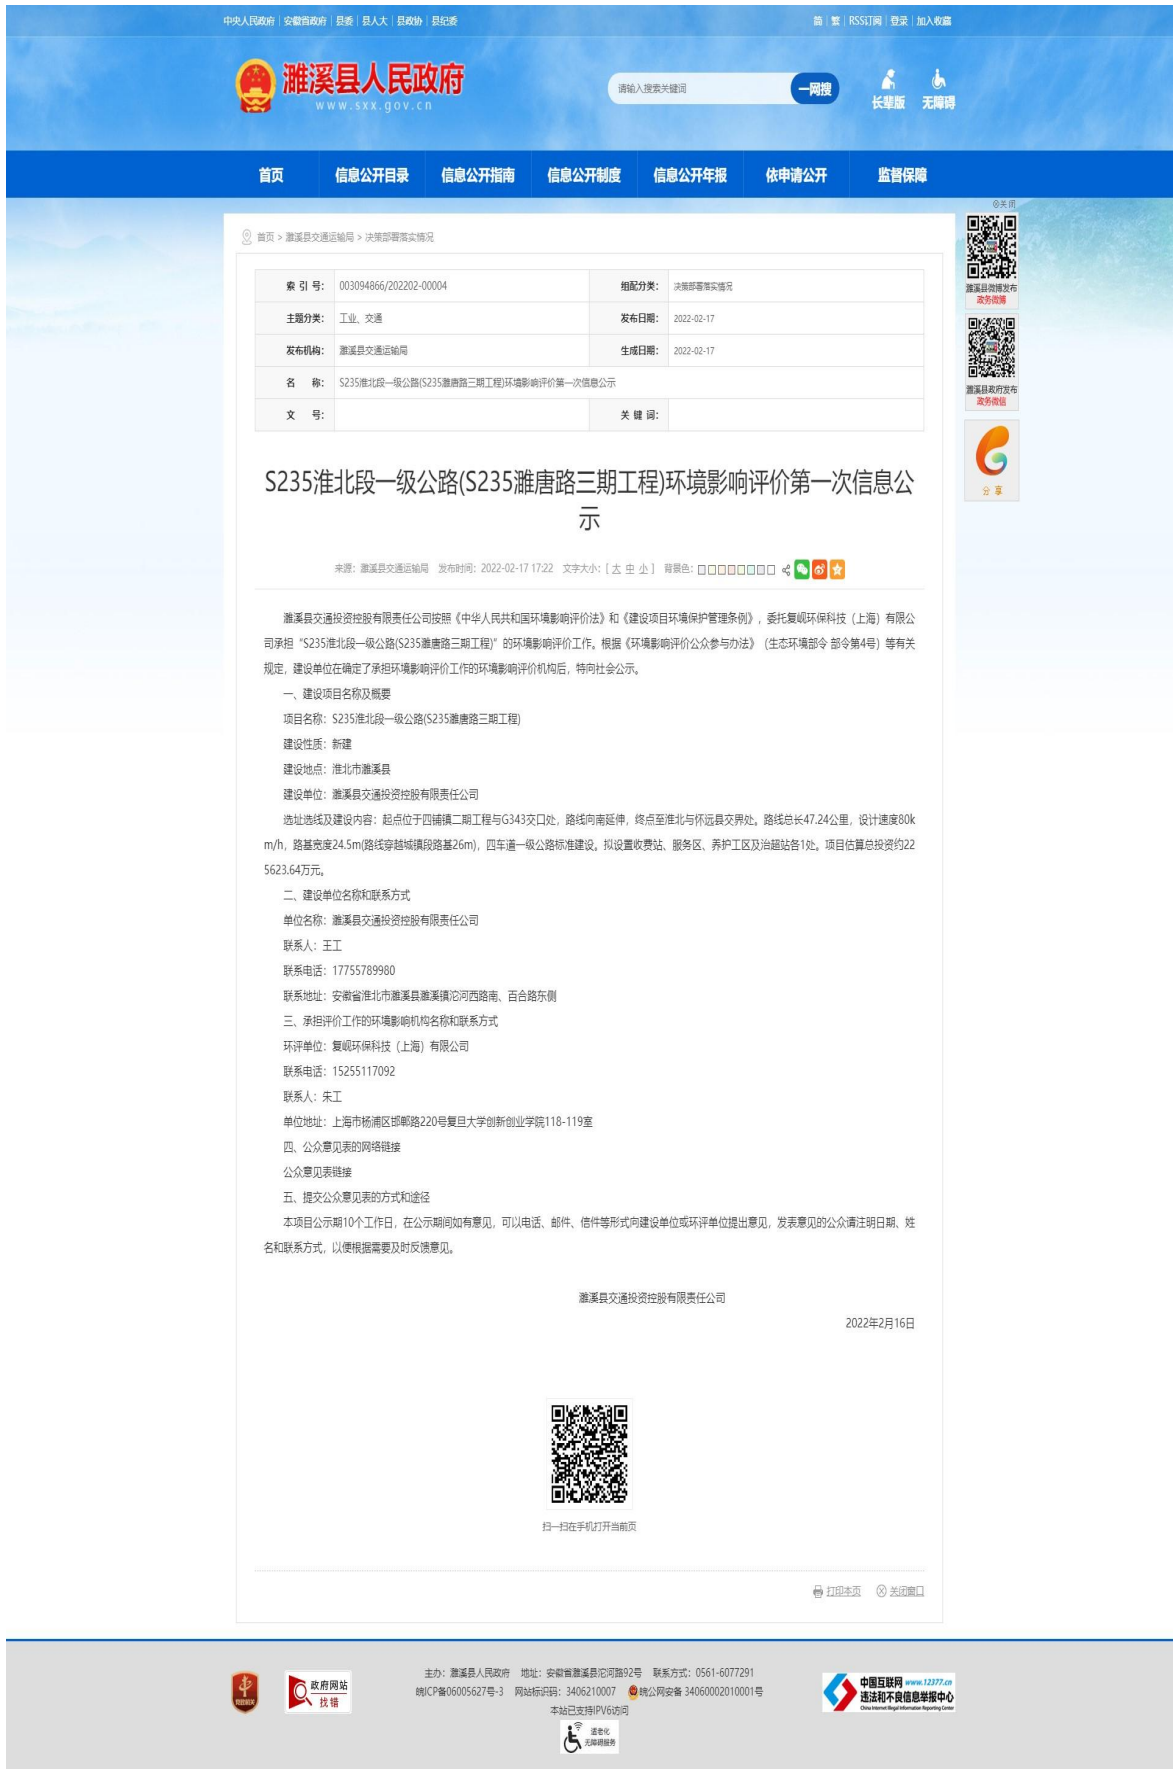 中央人民政府 | 安徽省政府 | 县委 | 县人大 | 县政协 | 县纪委
简 | 繁 | RSS订阅 | 登录 | 加入收藏
濉溪县人民政府
www.sxx.gov.cn
请输入搜索关键词
一网搜
长辈版 无障碍
首页 信息公开目录 信息公开指南 信息公开制度 信息公开年报 依申请公开 监督保障
⊗关闭
首页 > 濉溪县交通运输局 > 决策部署落实情况
索 引 号： 003094866/202202-00004 组配分类： 决策部署落实情况
主题分类： 工业、交通 发布日期： 2022-02-17
发布机构： 濉溪县交通运输局 生成日期： 2022-02-17
名 称： S235淮北段一级公路(S235濉唐路三期工程)环境影响评价第一次信息公示
文 号： 关 键 词：
濉溪县微博发布
政务微博
濉溪县政府发布
政务微信
分 享
S235淮北段一级公路(S235濉唐路三期工程)环境影响评价第一次信息公
示
来源：濉溪县交通运输局 发布时间：2022-02-17 17:22 文字大小：[ 大 中 小 ] 背景色：
濉溪县交通投资控股有限责任公司按照《中华人民共和国环境影响评价法》和《建设项目环境保护管理条例》，委托复岘环保科技（上海）有限公
司承担“S235淮北段一级公路(S235濉唐路三期工程)”的环境影响评价工作。根据《环境影响评价公众参与办法》（生态环境部令 部令第4号）等有关
规定，建设单位在确定了承担环境影响评价工作的环境影响评价机构后，特向社会公示。
一、建设项目名称及概要
项目名称：S235淮北段一级公路(S235濉唐路三期工程)
建设性质：新建
建设地点：淮北市濉溪县
建设单位：濉溪县交通投资控股有限责任公司
选址选线及建设内容：起点位于四铺镇二期工程与G343交口处，路线向南延伸，终点至淮北与怀远县交界处。路线总长47.24公里，设计速度80k
m/h，路基宽度24.5m(路线穿越城镇段路基26m)，四车道一级公路标准建设。拟设置收费站、服务区、养护工区及治超站各1处。项目估算总投资约22
5623.64万元。
二、建设单位名称和联系方式
单位名称：濉溪县交通投资控股有限责任公司
联系人：王工
联系电话：17755789980
联系地址：安徽省淮北市濉溪县濉溪镇沱河西路南、百合路东侧
三、承担评价工作的环境影响机构名称和联系方式
环评单位：复岘环保科技（上海）有限公司
联系电话：15255117092
联系人：朱工
单位地址：上海市杨浦区邯郸路220号复旦大学创新创业学院118-119室
四、公众意见表的网络链接
公众意见表链接
五、提交公众意见表的方式和途径
本项目公示期10个工作日，在公示期间如有意见，可以电话、邮件、信件等形式向建设单位或环评单位提出意见，发表意见的公众请注明日期、姓
名和联系方式，以便根据需要及时反馈意见。
濉溪县交通投资控股有限责任公司
2022年2月16日
扫一扫在手机打开当前页
打印本页 关闭窗口
党政机关
政府网站
找错
主办：濉溪县人民政府 地址：安徽省濉溪县沱河路92号 联系方式：0561-6077291
皖ICP备06005627号-3 网站标识码：3406210007 皖公网安备 34060002010001号
本站已支持IPV6访问
适老化
无障碍服务
中国互联网 www.12377.cn
违法和不良信息举报中心
China Internet Illegal Information Reporting Center